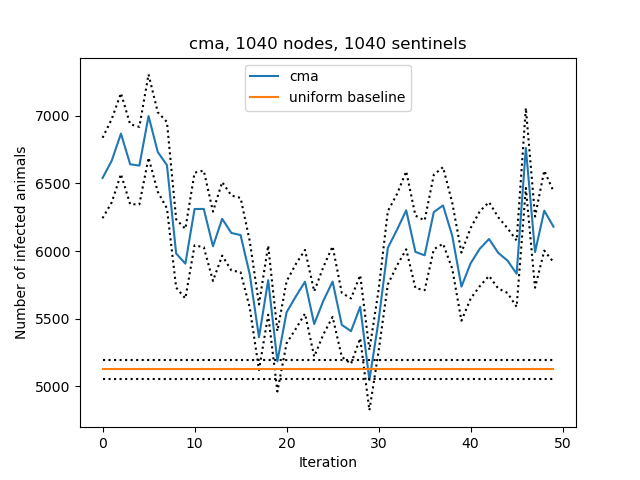 cma, 1040 nodes, 1040 sentinels
cma
uniform baseline
Number of infected animals
7000
6500
6000
5500
5000
0 10 20 30 40 50
Iteration